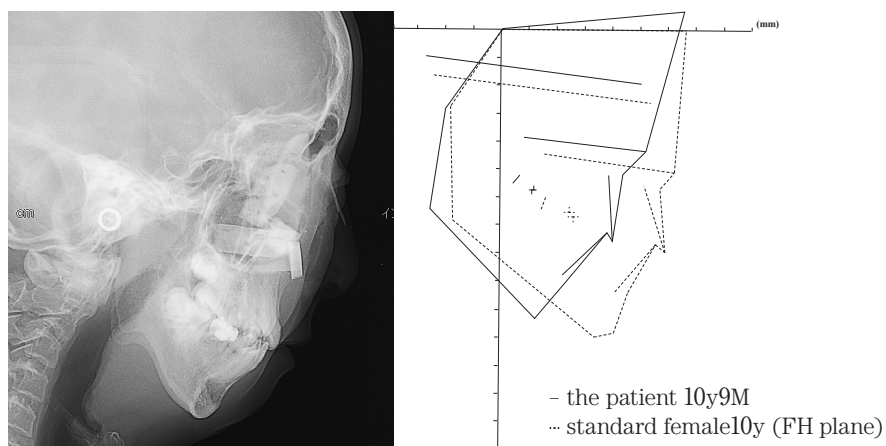 (mm)
cm
– the patient 10y9M
··· standard female10y (FH plane)